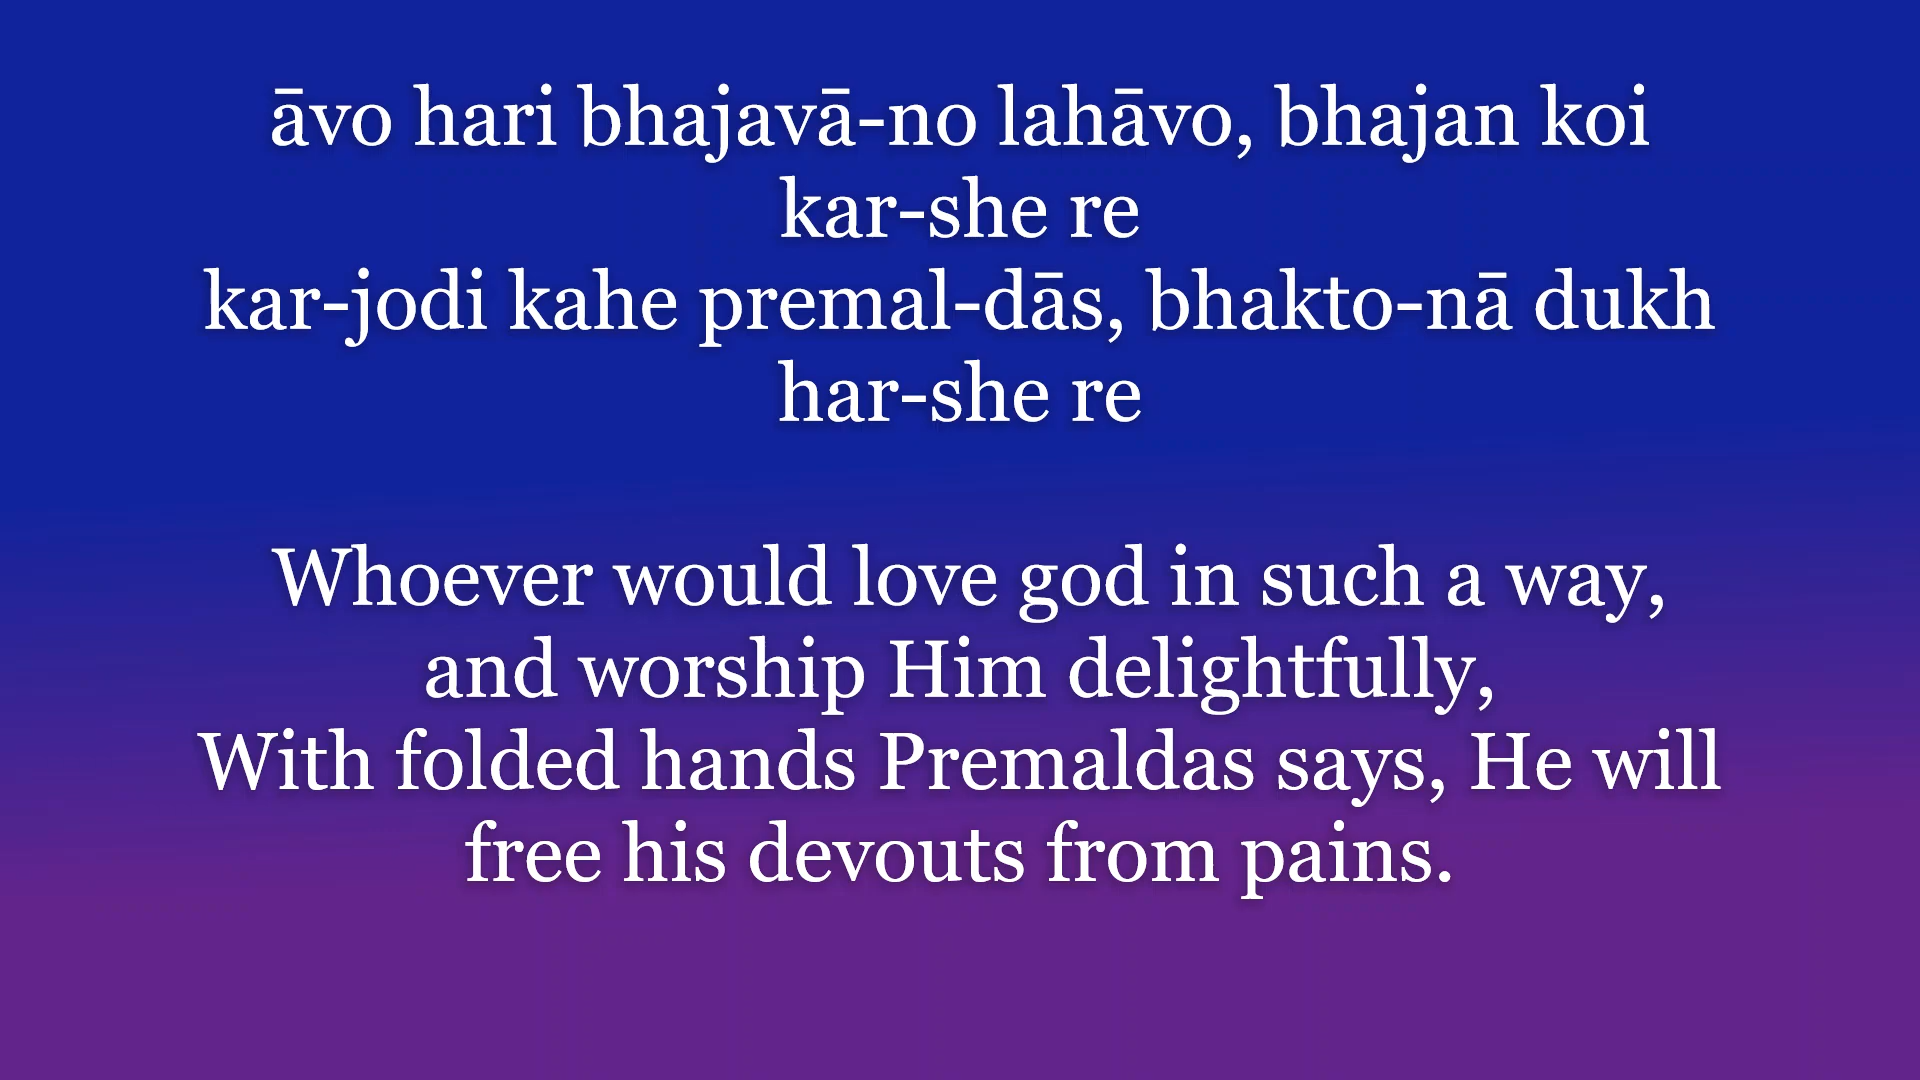 āvo hari bhajavā-no lahāvo, bhajan koi
kar-she re
kar-jodi kahe premal-dās, bhakto-nā dukh
har-she re
Whoever would love god in such a way,
and worship Him delightfully,
With folded hands Premaldas says, He will
free his devouts from pains.